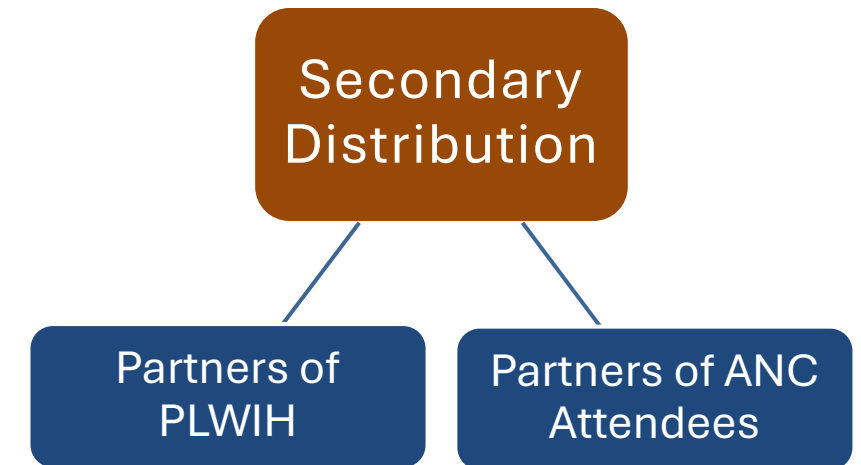 Secondary
Distribution
Partners of
PLWIH
Partners of ANC
Attendees